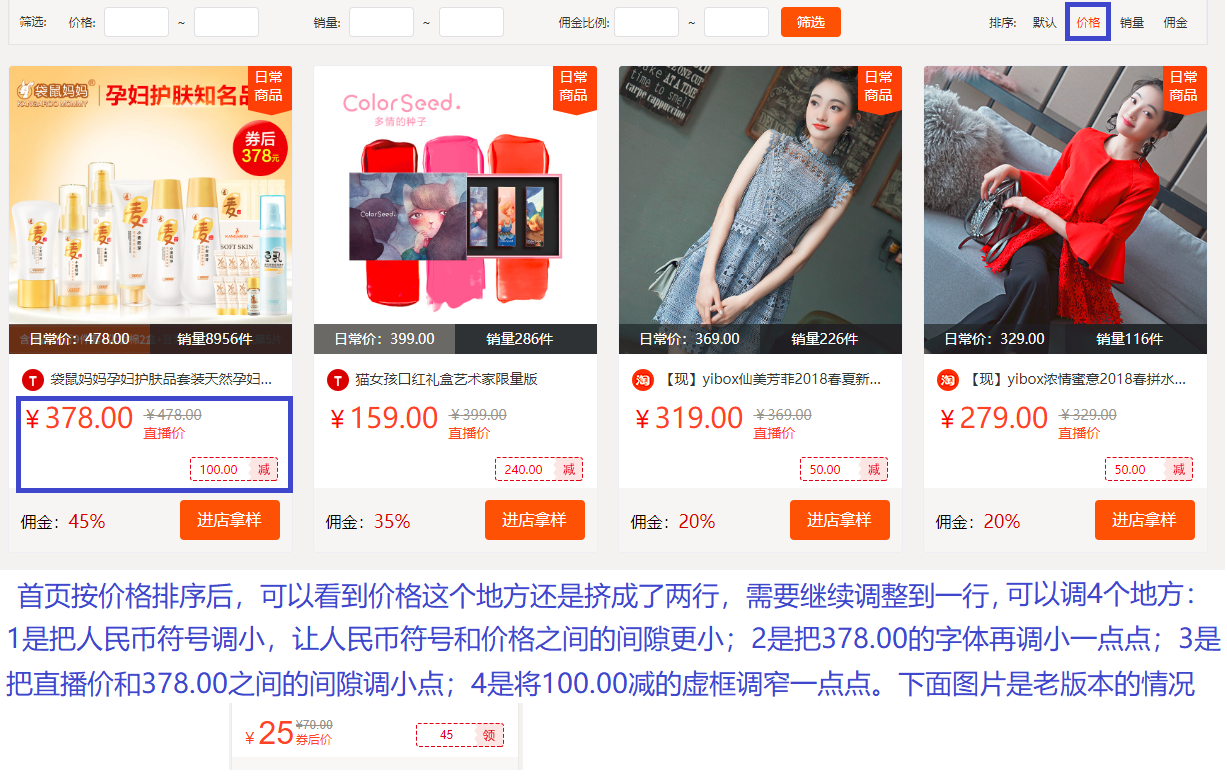 筛选: 价格: ~ 销量: ~ 佣金比例: ~ 筛选 排序: 默认 价格 销量 佣金
袋鼠妈妈® KANGAROO MOMMY 孕妇护肤知名品
日常商品
券后
378元
SOFT SKIN
日常价：478.00 销量8956件
T 袋鼠妈妈孕妇护肤品套装天然孕妇...
¥378.00 ¥478.00
直播价
100.00 减
佣金：45% 进店拿样
ColorSeed.
多情的种子
日常商品
ColorSeed.
日常价：399.00 销量286件
T 猫女孩口红礼盒艺术家限量版
¥159.00 ¥399.00
直播价
240.00 减
佣金：35% 进店拿样
日常商品
日常价：369.00 销量226件
淘 【现】yibox仙美芳菲2018春夏新...
¥319.00 ¥369.00
直播价
50.00 减
佣金：20% 进店拿样
日常商品
日常价：329.00 销量116件
淘 【现】yibox浓情蜜意2018春拼水...
¥279.00 ¥329.00
直播价
50.00 减
佣金：20% 进店拿样
首页按价格排序后，可以看到价格这个地方还是挤成了两行，需要继续调整到一行，可以调4个地方：
1是把人民币符号调小，让人民币符号和价格之间的间隙更小；2是把378.00的字体再调小一点点；3是
把直播价和378.00之间的间隙调小点；4是将100.00减的虚框调窄一点点。下面图片是老版本的情况
¥25 ¥70.00
券后价
45 领